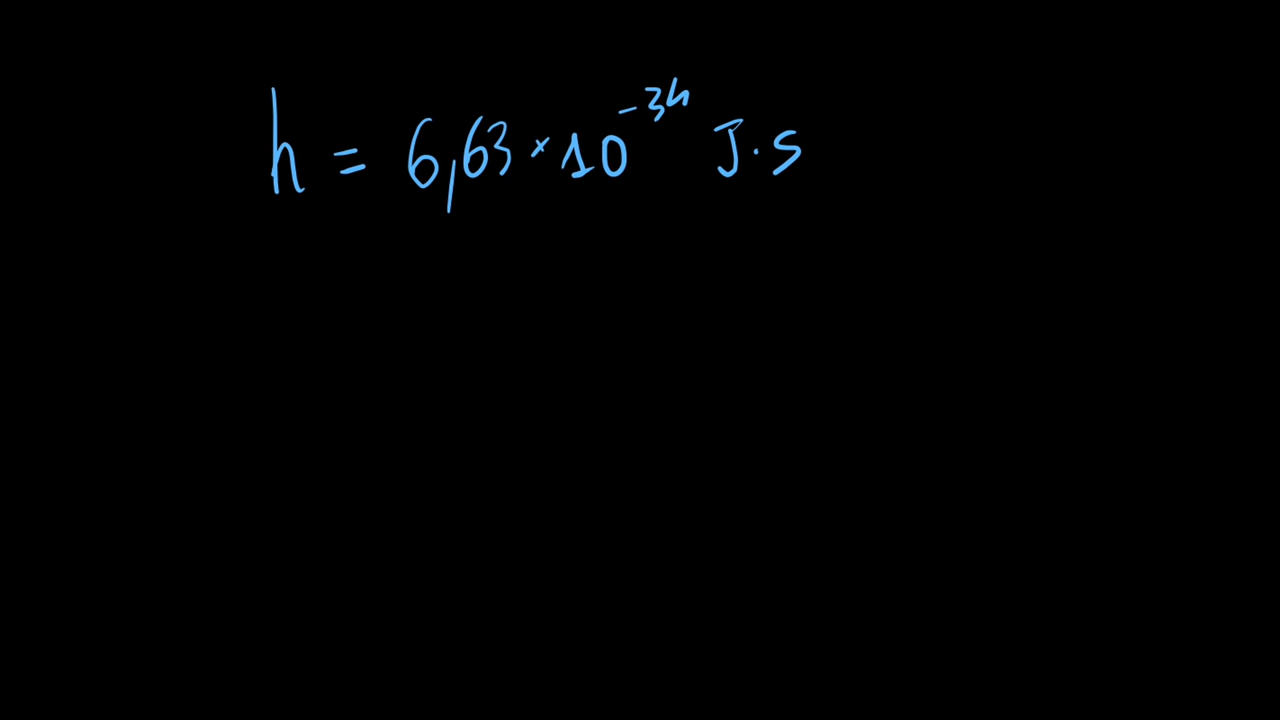 h = 6,63 × 10⁻³⁴ J·s